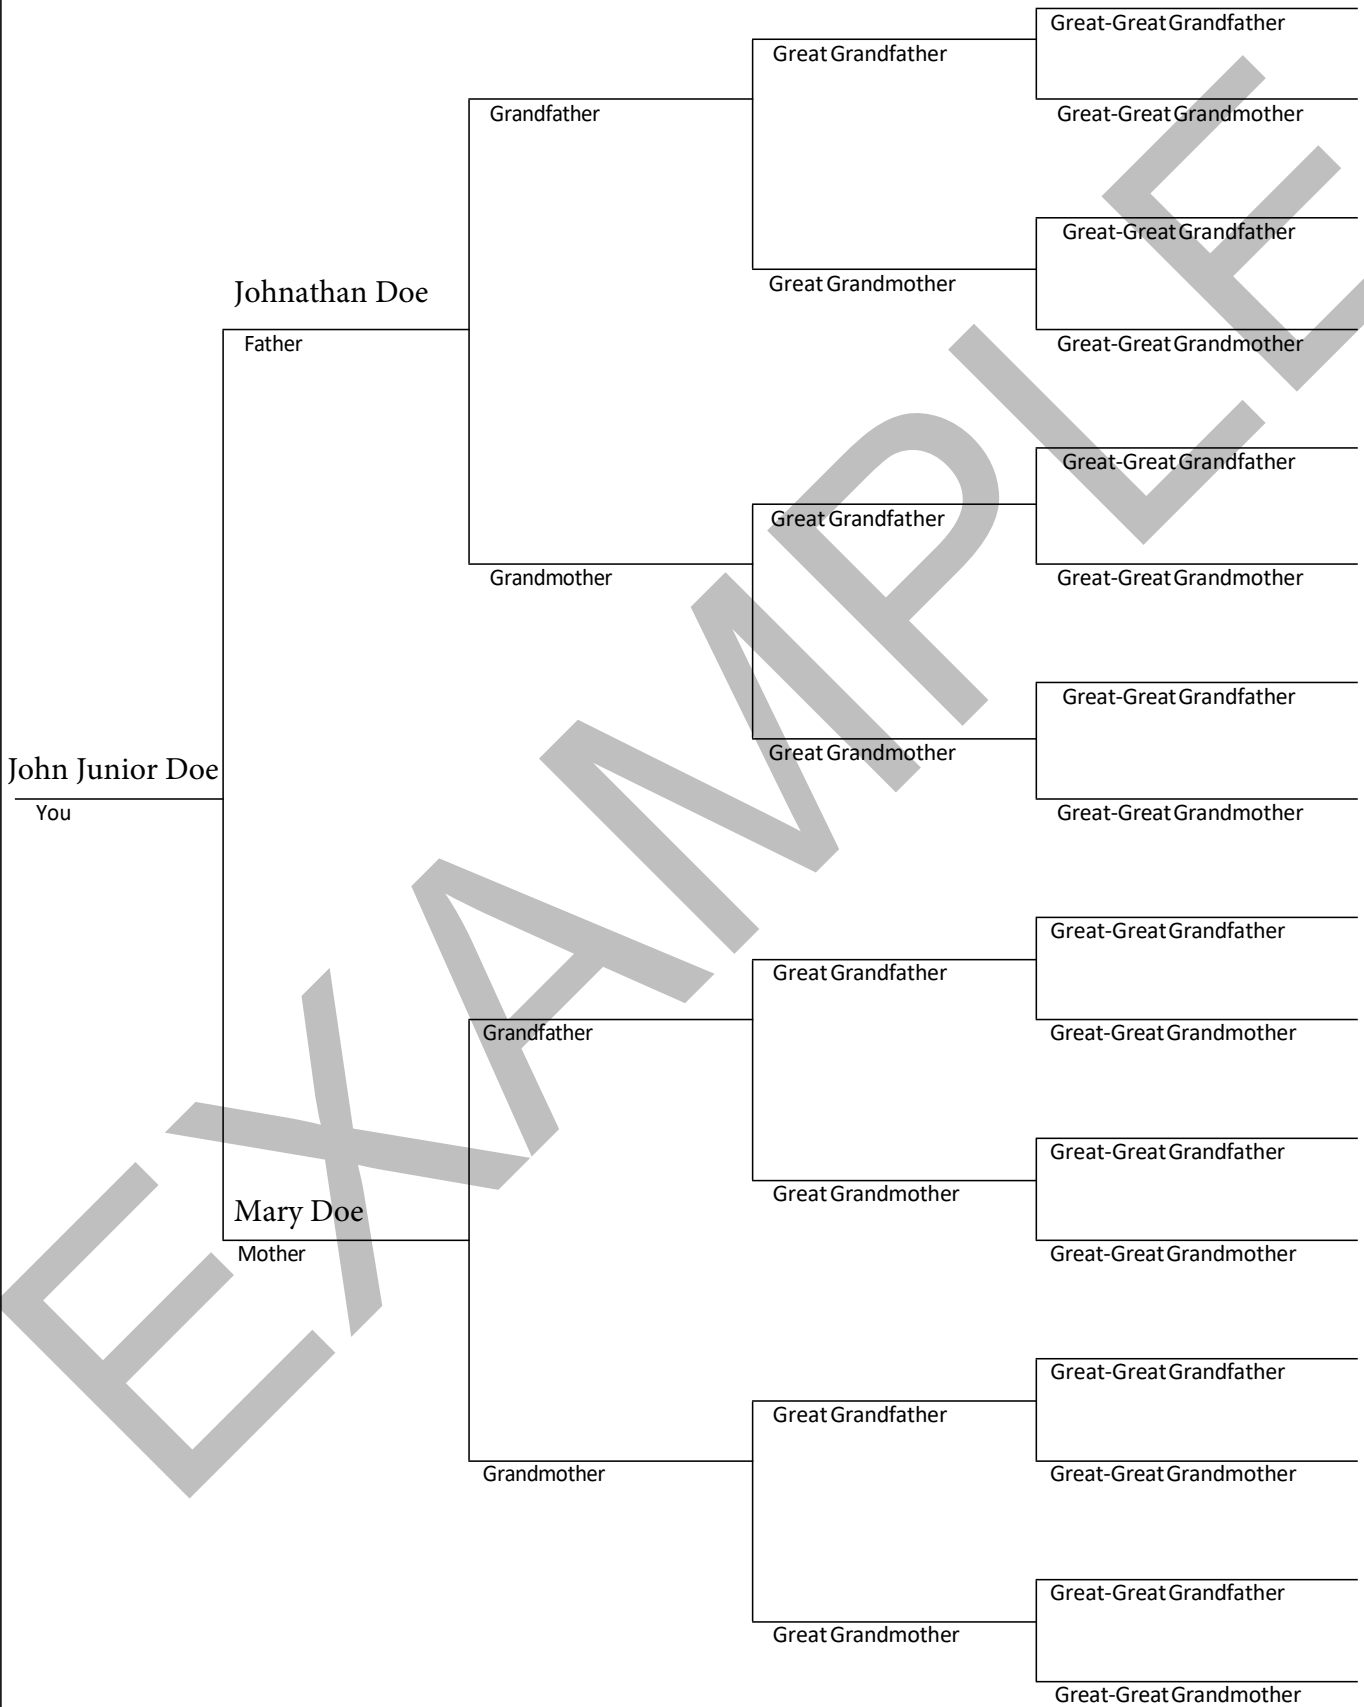 Great-Great Grandfather
Great Grandfather
Great-Great Grandmother
Grandfather
Great-Great Grandfather
Great Grandmother
Johnathan Doe
Father
Great-Great Grandmother
Great-Great Grandfather
Great Grandfather
Grandmother
Great-Great Grandmother
Great-Great Grandfather
Great Grandmother
John Junior Doe
You
Great-Great Grandmother
Great-Great Grandfather
Great Grandfather
Grandfather
Great-Great Grandmother
Great-Great Grandfather
Great Grandmother
Mary Doe
Mother
Great-Great Grandmother
Great-Great Grandfather
Great Grandfather
Grandmother
Great-Great Grandmother
Great-Great Grandfather
Great Grandmother
Great-Great Grandmother
EXAMPLE